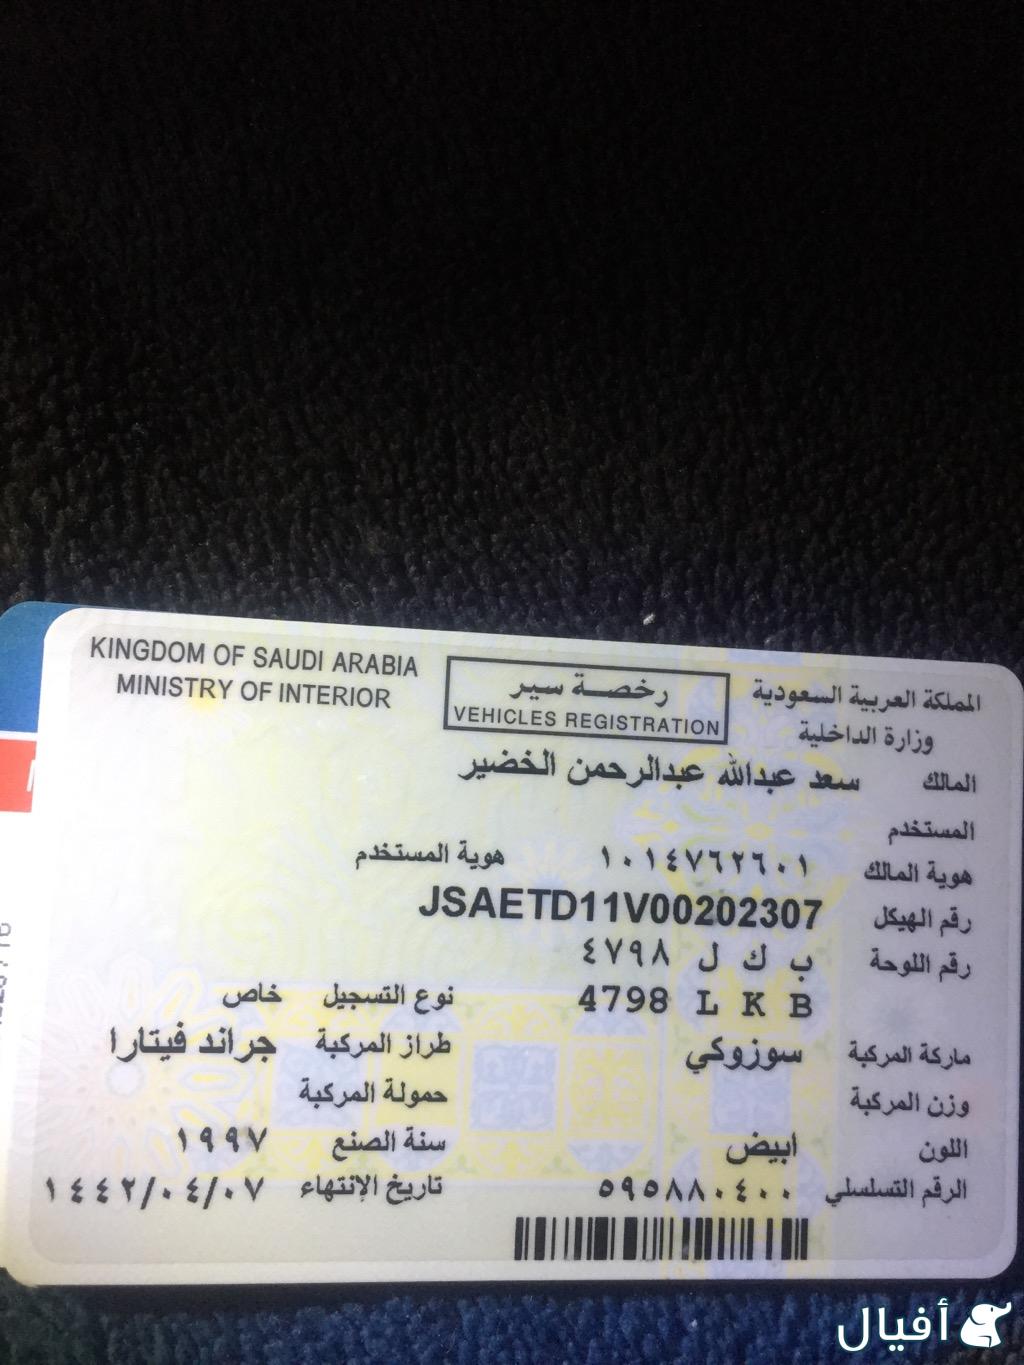 KINGDOM OF SAUDI ARABIA
MINISTRY OF INTERIOR
رخصة سير
VEHICLES REGISTRATION
المملكة العربية السعودية
وزارة الداخلية
المالك سعد عبدالله عبدالرحمن الخضير
المستخدم
هوية المالك ١٠١٤٧٦٢٦٠١ هوية المستخدم
رقم الهيكل JSAETD11V00202307
رقم اللوحة ب ك ل ٤٧٩٨
4798 L K B نوع التسجيل خاص
ماركة المركبة سوزوكي طراز المركبة جراند فيتارا
وزن المركبة حمولة المركبة
اللون ابيض سنة الصنع ١٩٩٧
الرقم التسلسلي ٥٩٥٨٨٠٤٠٠ تاريخ الإنتهاء ١٤٤٢/٠٤/٠٧
أفيال